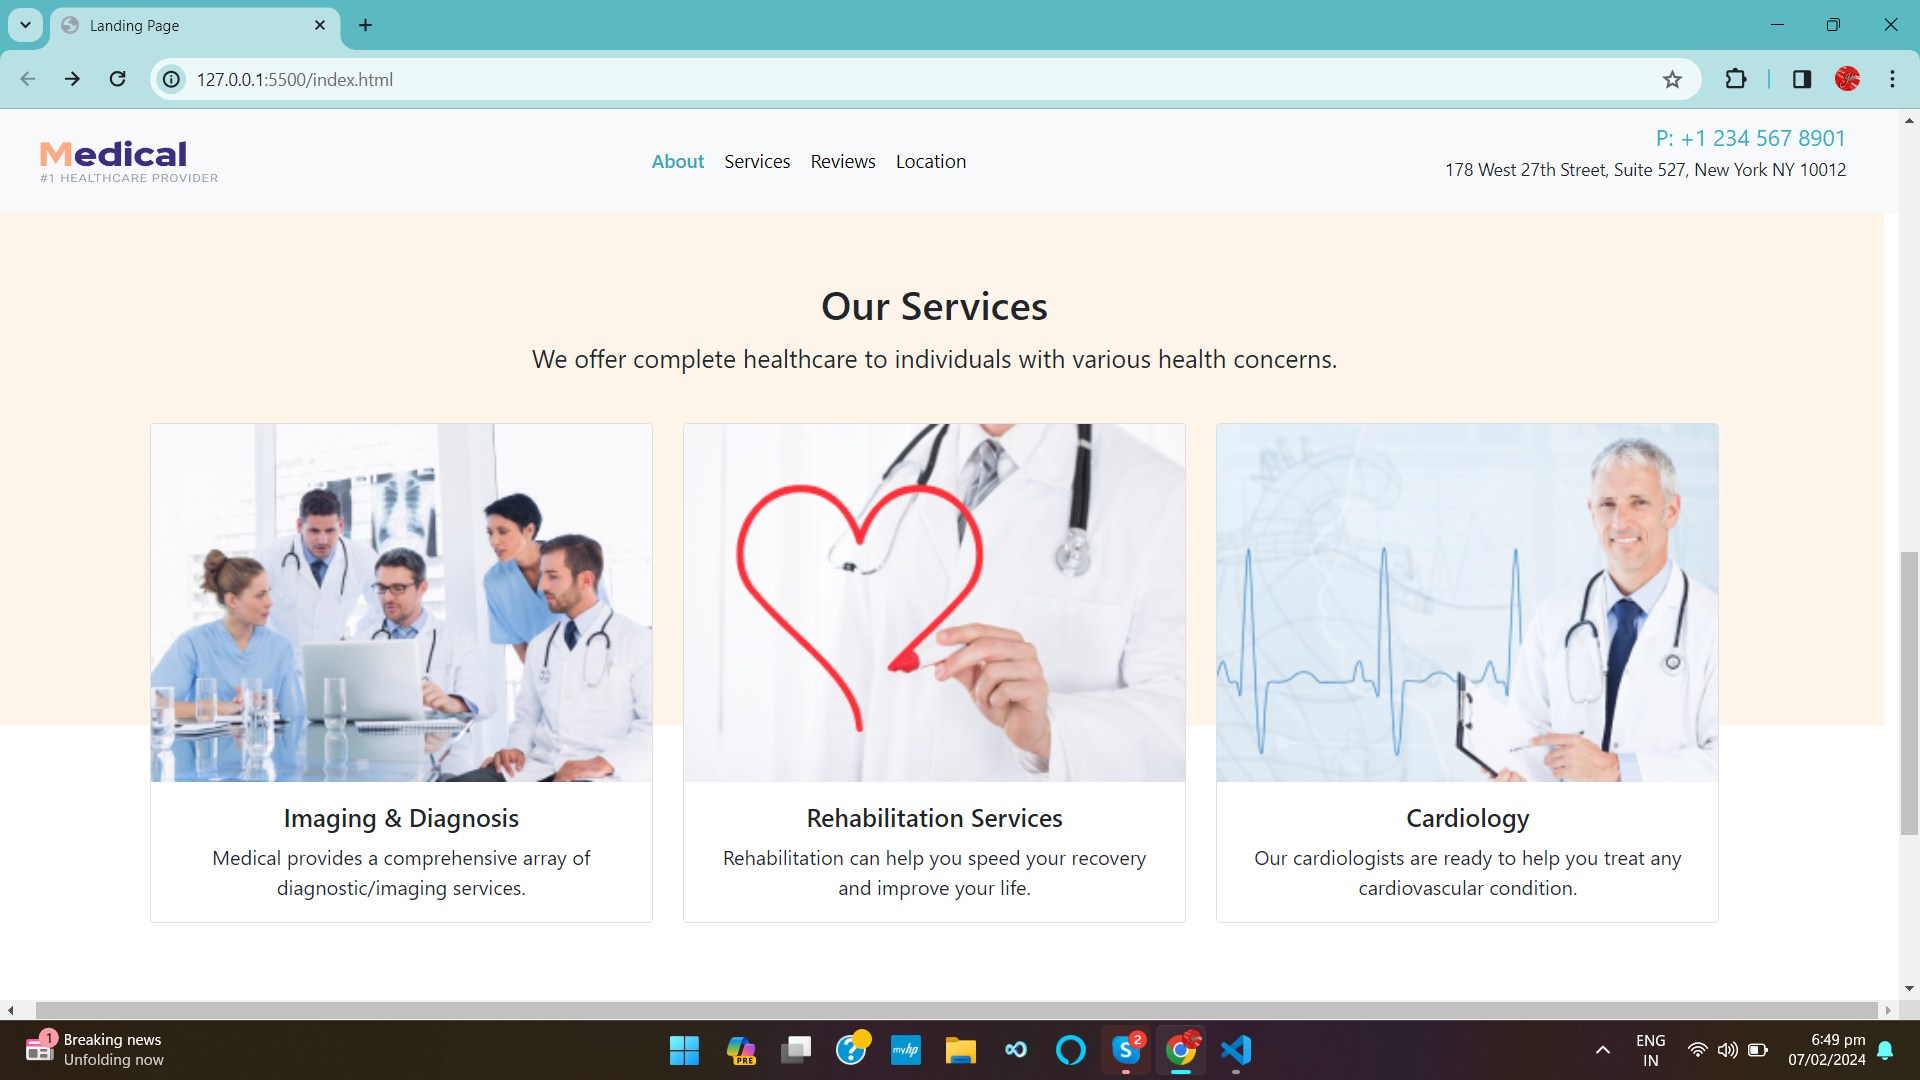 Landing Page
127.0.0.1:5500/index.html
Medical
#1 HEALTHCARE PROVIDER
About Services Reviews Location
P: +1 234 567 8901
178 West 27th Street, Suite 527, New York NY 10012
Our Services
We offer complete healthcare to individuals with various health concerns.
Imaging & Diagnosis
Medical provides a comprehensive array of
diagnostic/imaging services.
Rehabilitation Services
Rehabilitation can help you speed your recovery
and improve your life.
Cardiology
Our cardiologists are ready to help you treat any
cardiovascular condition.
1
Breaking news
Unfolding now
PRE
?
myhp
S
2
ENG
IN
6:49 pm
07/02/2024